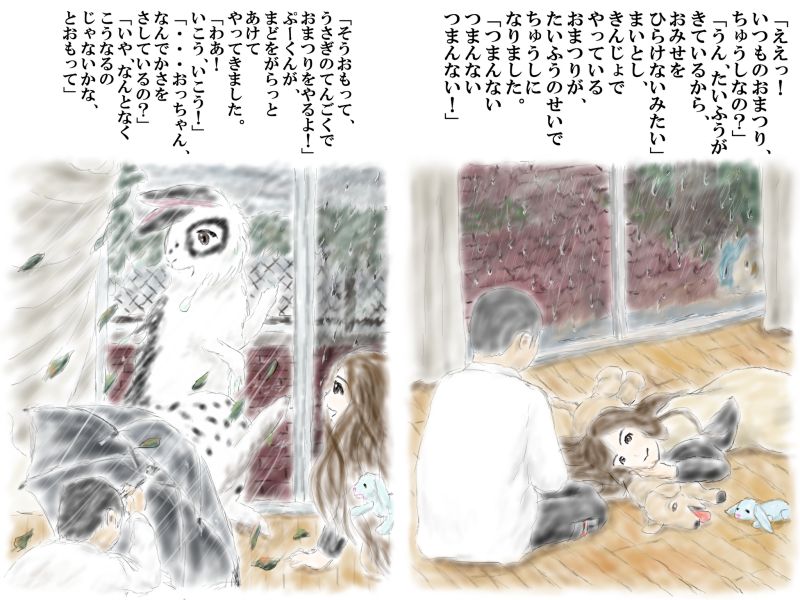 「ええっ！
いつものおまつり、
ちゅうしなの？」
「うん、たいふうが
きているから、
おみせを
ひらけないみたい」
まいとし、
きんじょで
やっている
おまつりが、
たいふうのせいで
ちゅうしに
なりました。
「つまんない
つまんない
つまんない！」
「そうおもって、
うさぎのてんごくで
おまつりをやるよ！」
ぷーくんが、
まどをがらっと
あけて
やってきました。
「わあ！
いこう、いこう！」
「・・・おっちゃん、
なんでかさを
さしているの？」
「いや、なんとなく
こうなるの
じゃないかな、
とおもって」